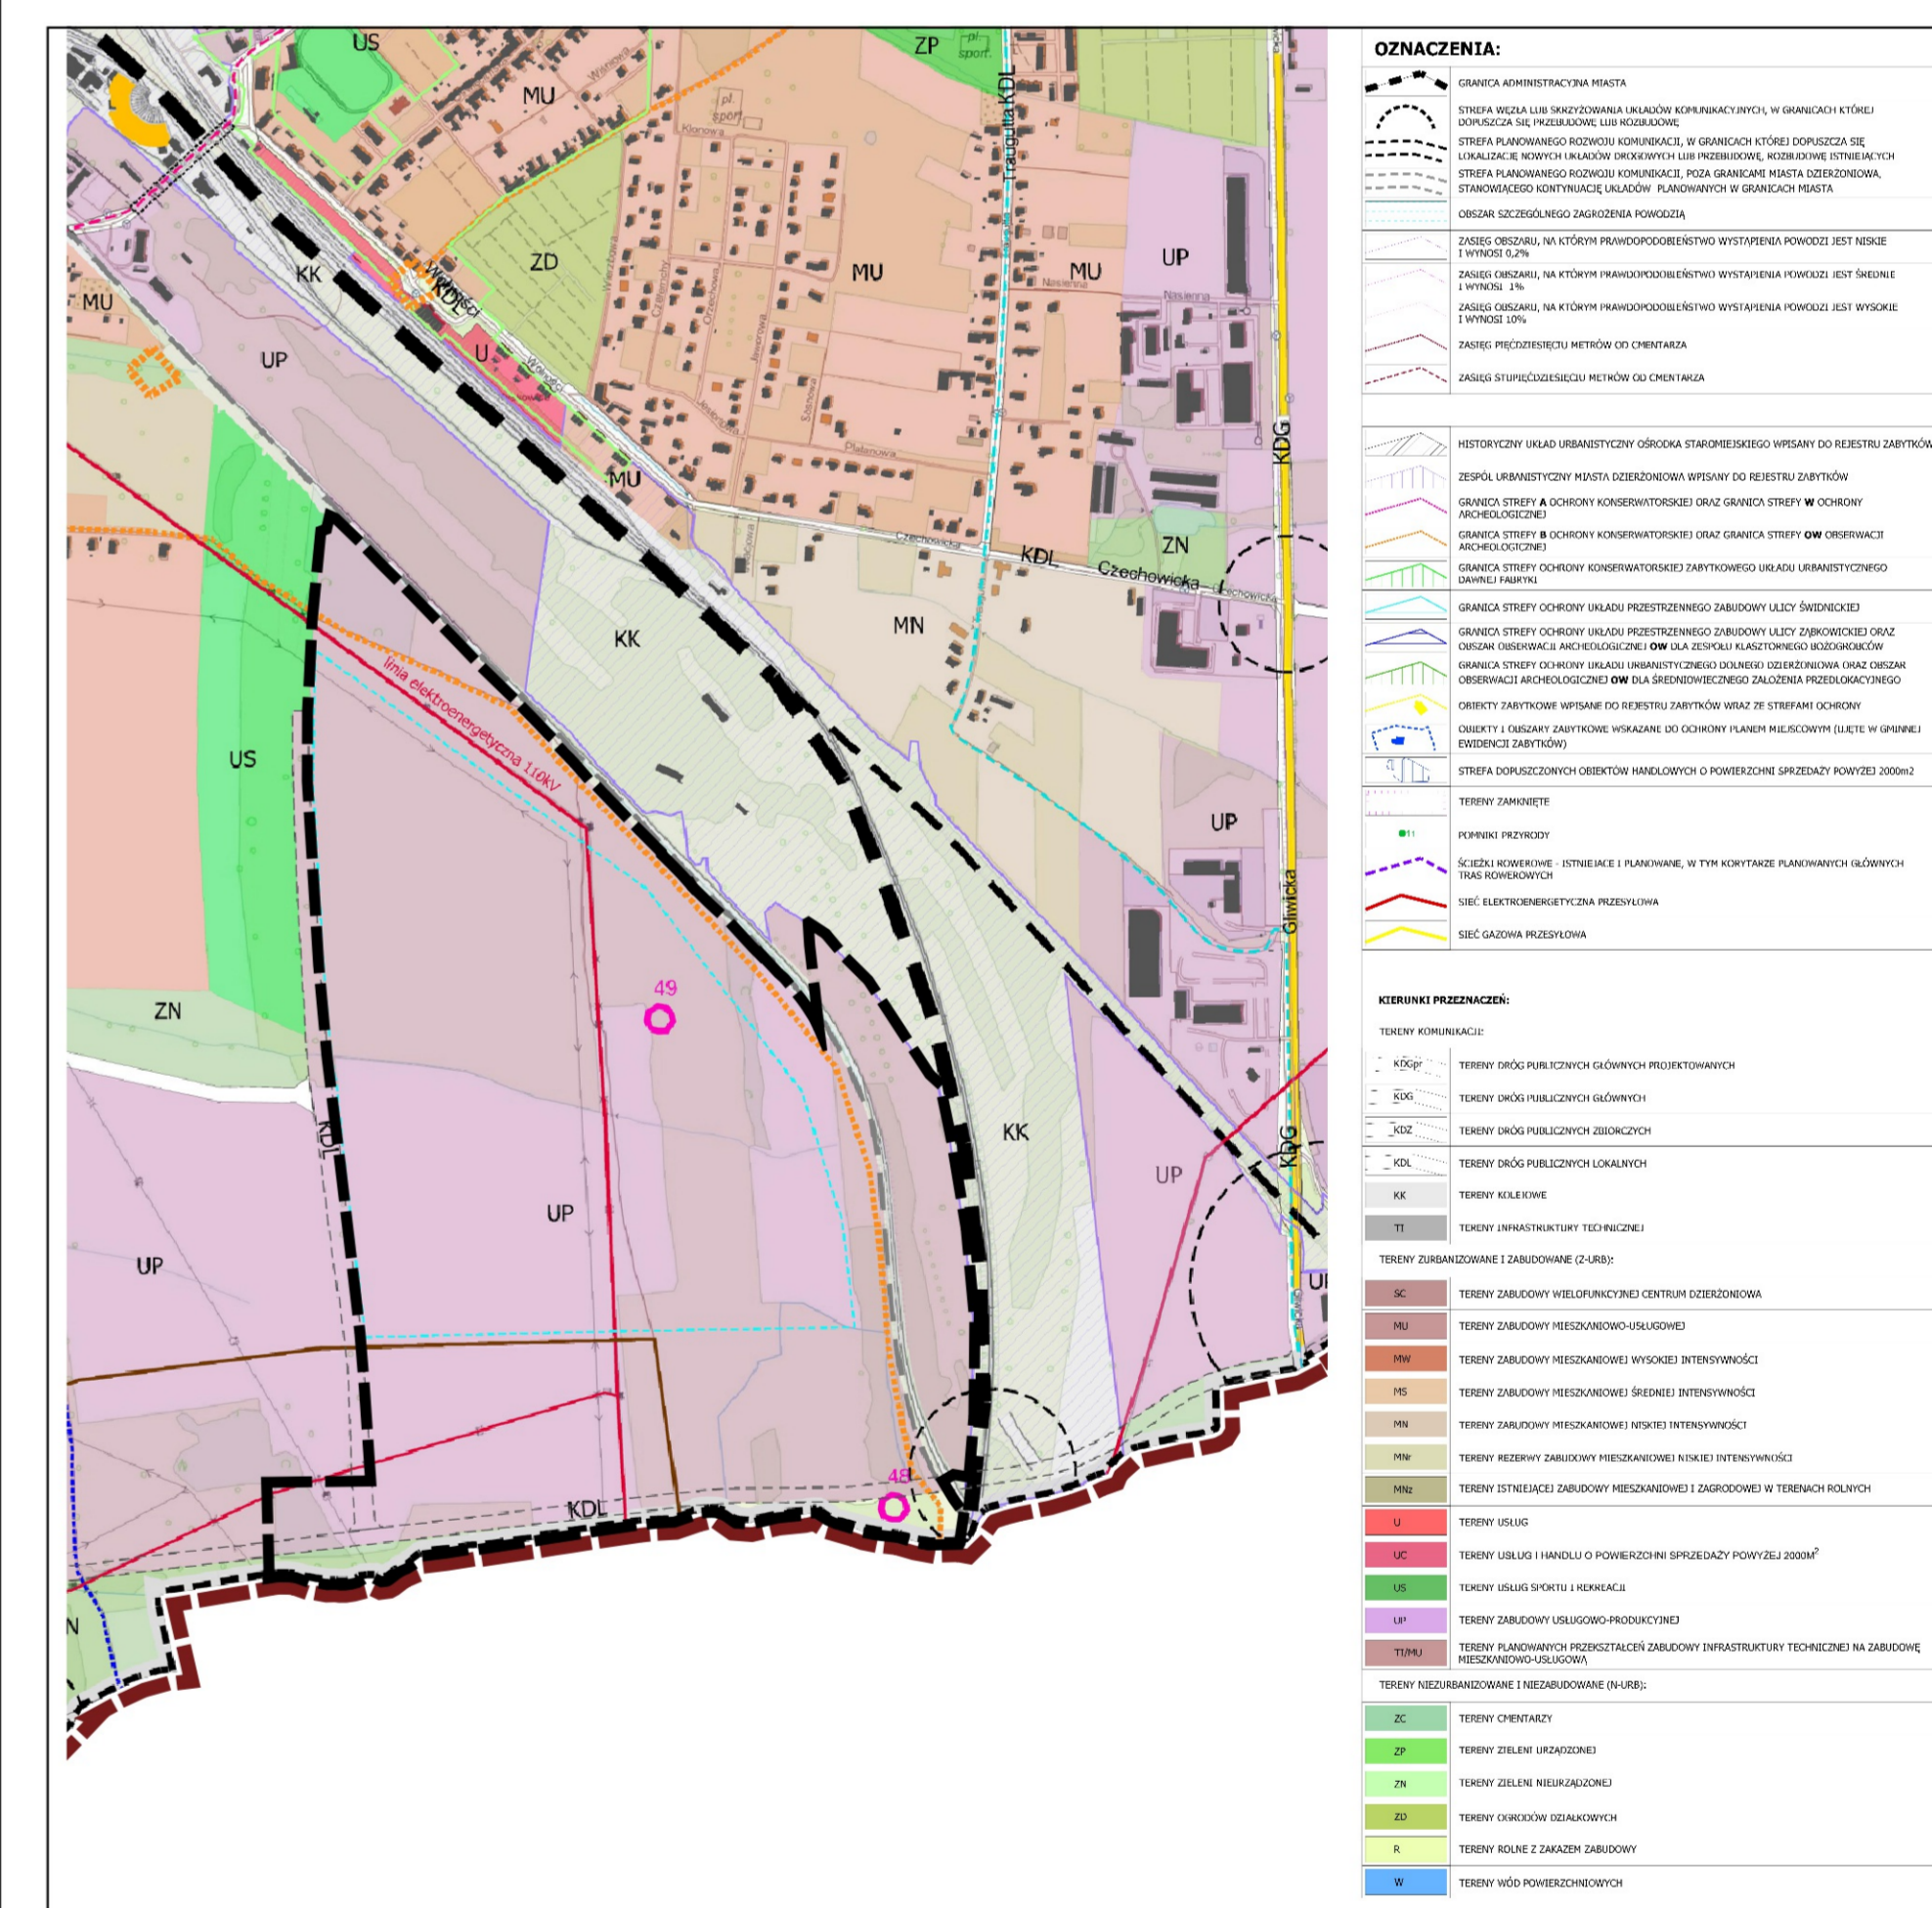 US
ZP
pl.
sport.
MU
Wiśniowa
pl.
sport
Klonowa
Traugutta
KDL
ZD
MU
MU
UP
KK
MU
Wolności
KDL
Wierzbowa
Czereśniowa
Orzechowa
Jaworowa
Nasienna
Nasienna
UP
U
Wolności
Jesionowa
Sosnowa
Platanowa
KDG
MU
Czechowicka
KDL
Czechowicka
Czechowicka
ZN
KK
MN
linia elektroenergetyczna 110kV
US
UP
Gliwicka
49
ZN
KK
KDL
KDG
UP
UP
UP
48
KDL
N
OZNACZENIA:
GRANICA ADMINISTRACYJNA MIASTA
STREFA WĘZŁA LUB SKRZYŻOWANIA UKŁADÓW KOMUNIKACYJNYCH, W GRANICACH KTÓREJ
DOPUSZCZA SIĘ PRZEBUDOWĘ LUB ROZBUDOWĘ
STREFA PLANOWANEGO ROZWOJU KOMUNIKACJI, W GRANICACH KTÓREJ DOPUSZCZA SIĘ
LOKALIZACJĘ NOWYCH UKŁADÓW DROGOWYCH LUB PRZEBUDOWĘ, ROZBUDOWĘ ISTNIEJĄCYCH
STREFA PLANOWANEGO ROZWOJU KOMUNIKACJI, POZA GRANICAMI MIASTA DZIERŻONIOWA,
STANOWIĄCEGO KONTYNUACJĘ UKŁADÓW PLANOWANYCH W GRANICACH MIASTA
OBSZAR SZCZEGÓLNEGO ZAGROŻENIA POWODZIĄ
ZASIĘG OBSZARU, NA KTÓRYM PRAWDOPODOBIEŃSTWO WYSTĄPIENIA POWODZI JEST NISKIE
I WYNOSI 0,2%
ZASIĘG OBSZARU, NA KTÓRYM PRAWDOPODOBIEŃSTWO WYSTĄPIENIA POWODZI JEST ŚREDNIE
I WYNOSI 1%
ZASIĘG OBSZARU, NA KTÓRYM PRAWDOPODOBIEŃSTWO WYSTĄPIENIA POWODZI JEST WYSOKIE
I WYNOSI 10%
ZASIĘG PIĘĆDZIESIĘCIU METRÓW OD CMENTARZA
ZASIĘG STUPIĘĆDZIESIĘCIU METRÓW OD CMENTARZA
HISTORYCZNY UKŁAD URBANISTYCZNY OŚRODKA STAROMIEJSKIEGO WPISANY DO REJESTRU ZABYTKÓW
ZESPÓŁ URBANISTYCZNY MIASTA DZIERŻONIOWA WPISANY DO REJESTRU ZABYTKÓW
GRANICA STREFY A OCHRONY KONSERWATORSKIEJ ORAZ GRANICA STREFY W OCHRONY
ARCHEOLOGICZNEJ
GRANICA STREFY B OCHRONY KONSERWATORSKIEJ ORAZ GRANICA STREFY OW OBSERWACJI
ARCHEOLOGICZNEJ
GRANICA STREFY OCHRONY KONSERWATORSKIEJ ZABYTKOWEGO UKŁADU URBANISTYCZNEGO
DAWNEJ FABRYKI
GRANICA STREFY OCHRONY UKŁADU PRZESTRZENNEGO ZABUDOWY ULICY ŚWIDNICKIEJ
GRANICA STREFY OCHRONY UKŁADU PRZESTRZENNEGO ZABUDOWY ULICY ZĄBKOWICKIEJ ORAZ
OBSZAR OBSERWACJI ARCHEOLOGICZNEJ OW DLA ZESPOŁU KLASZTORNEGO BOŻOGROBCÓW
GRANICA STREFY OCHRONY UKŁADU URBANISTYCZNEGO DOLNEGO DZIERŻONIOWA ORAZ OBSZAR
OBSERWACJI ARCHEOLOGICZNEJ OW DLA ŚREDNIOWIECZNEGO ZAŁOŻENIA PRZEDLOKACYJNEGO
OBIEKTY ZABYTKOWE WPISANE DO REJESTRU ZABYTKÓW WRAZ ZE STREFAMI OCHRONY
OBIEKTY I OBSZARY ZABYTKOWE WSKAZANE DO OCHRONY PLANEM MIEJSCOWYM (UJĘTE W GMINNEJ
EWIDENCJI ZABYTKÓW)
STREFA DOPUSZCZONYCH OBIEKTÓW HANDLOWYCH O POWIERZCHNI SPRZEDAŻY POWYŻEJ 2000m2
TERENY ZAMKNIĘTE
POMNIKI PRZYRODY
ŚCIEŻKI ROWEROWE - ISTNIEJACE I PLANOWANE, W TYM KORYTARZE PLANOWANYCH GŁÓWNYCH
TRAS ROWEROWYCH
SIEĆ ELEKTROENERGETYCZNA PRZESYŁOWA
SIEĆ GAZOWA PRZESYŁOWA
KIERUNKI PRZEZNACZEŃ:
TERENY KOMUNIKACJI:
KDGpr TERENY DRÓG PUBLICZNYCH GŁÓWNYCH PROJEKTOWANYCH
KDG TERENY DRÓG PUBLICZNYCH GŁÓWNYCH
KDZ TERENY DRÓG PUBLICZNYCH ZBIORCZYCH
KDL TERENY DRÓG PUBLICZNYCH LOKALNYCH
KK TERENY KOLEJOWE
TI TERENY INFRASTRUKTURY TECHNICZNEJ
TERENY ZURBANIZOWANE I ZABUDOWANE (Z-URB):
SC TERENY ZABUDOWY WIELOFUNKCYJNEJ CENTRUM DZIERŻONIOWA
MU TERENY ZABUDOWY MIESZKANIOWO-USŁUGOWEJ
MW TERENY ZABUDOWY MIESZKANIOWEJ WYSOKIEJ INTENSYWNOŚCI
MS TERENY ZABUDOWY MIESZKANIOWEJ ŚREDNIEJ INTENSYWNOŚCI
MN TERENY ZABUDOWY MIESZKANIOWEJ NISKIEJ INTENSYWNOŚCI
MNr TERENY REZERWY ZABUDOWY MIESZKANIOWEJ NISKIEJ INTENSYWNOŚCI
MNz TERENY ISTNIEJĄCEJ ZABUDOWY MIESZKANIOWEJ I ZAGRODOWEJ W TERENACH ROLNYCH
U TERENY USŁUG
UC TERENY USŁUG I HANDLU O POWIERZCHNI SPRZEDAŻY POWYŻEJ 2000M²
US TERENY USŁUG SPORTU I REKREACJI
UP TERENY ZABUDOWY USŁUGOWO-PRODUKCYJNEJ
TI/MU TERENY PLANOWANYCH PRZEKSZTAŁCEŃ ZABUDOWY INFRASTRUKTURY TECHNICZNEJ NA ZABUDOWĘ
MIESZKANIOWO-USŁUGOWĄ
TERENY NIEZURBANIZOWANE I NIEZABUDOWANE (N-URB):
ZC TERENY CMENTARZY
ZP TERENY ZIELENI URZĄDZONEJ
ZN TERENY ZIELENI NIEURZĄDZONEJ
ZD TERENY OGRODÓW DZIAŁKOWYCH
R TERENY ROLNE Z ZAKAZEM ZABUDOWY
W TERENY WÓD POWIERZCHNIOWYCH